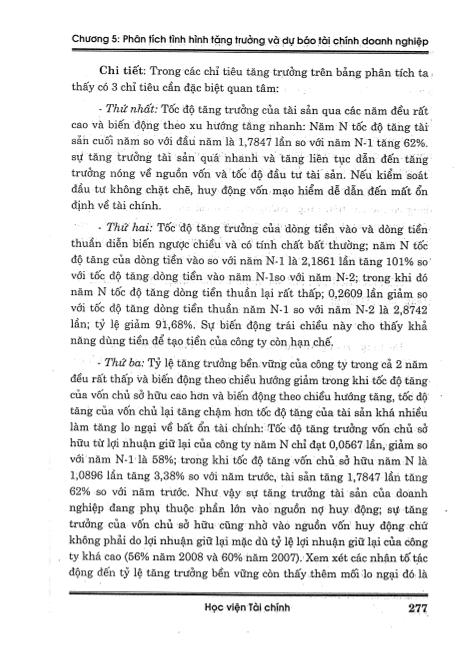 Chương 5: Phân tích tình hình tăng trưởng và dự báo tài chính doanh nghiệp
Chi tiết: Trong các chỉ tiêu tăng trưởng trên bảng phân tích ta
thấy có 3 chỉ tiêu cần đặc biệt quan tâm:
- Thứ nhất: Tốc độ tăng trưởng của tài sản qua các năm đều rất
cao và biến động theo xu hướng tăng nhanh: Năm N tốc độ tăng tài
sản cuối năm so với đầu năm là 1,7847 lần so với năm N-1 tăng 62%.
sự tăng trưởng tài sản quá nhanh và tăng liên tục dẫn đến tăng
trưởng nóng về nguồn vốn và tốc độ đầu tư tài sản. Nếu kiểm soát
đầu tư không chặt chẽ, huy động vốn mạo hiểm dễ dẫn đến mất ổn
định về tài chính.
- Thứ hai: Tốc độ tăng trưởng của dòng tiền vào và dòng tiền
thuần diễn biến ngược chiều và có tính chất bất thường; năm N tốc
độ tăng của dòng tiền vào so với năm N-1 là 2,1861 lần tăng 101% so
với tốc độ tăng dòng tiền vào năm N-1so với năm N-2; trong khi đó
năm N tốc độ tăng dòng tiền thuần lại rất thấp; 0,2609 lần giảm so
với tốc độ tăng dòng tiền thuần năm N-1 so với năm N-2 là 2,8742
lần; tỷ lệ giảm 91,68%. Sự biến động trái chiều này cho thấy khả
năng dùng tiền để tạo tiền của công ty còn hạn chế.
- Thứ ba: Tỷ lệ tăng trưởng bền vững của công ty trong cả 2 năm
đều rất thấp và biến động theo chiều hướng giảm trong khi tốc độ tăng
của vốn chủ sở hữu cao hơn và biến động theo chiều hướng tăng, tốc độ
tăng của vốn chủ lại tăng chậm hơn tốc độ tăng của tài sản khá nhiều
làm tăng lo ngại về bất ổn tài chính: Tốc độ tăng trưởng vốn chủ sở
hữu từ lợi nhuận giữ lại của công ty năm N chỉ đạt 0,0567 lần, giảm so
với năm N-1 là 58%; trong khi tốc độ tăng vốn chủ sở hữu năm N là
1,0896 lần tăng 3,38% so với năm trước, tài sản tăng 1,7847 lần tăng
62% so với năm trước. Như vậy sự tăng trưởng tài sản của doanh
nghiệp đang phụ thuộc phần lớn vào nguồn nợ huy động; sự tăng
trưởng của vốn chủ sở hữu cũng nhờ vào nguồn vốn huy động chứ
không phải do lợi nhuận giữ lại mặc dù tỷ lệ lợi nhuận giữ lại của công
ty khá cao (56% năm 2008 và 60% năm 2007). Xem xét các nhân tố tác
động đến tỷ lệ tăng trưởng bền vững còn thấy thêm mối lo ngại đó là
Học viện Tài chính
277